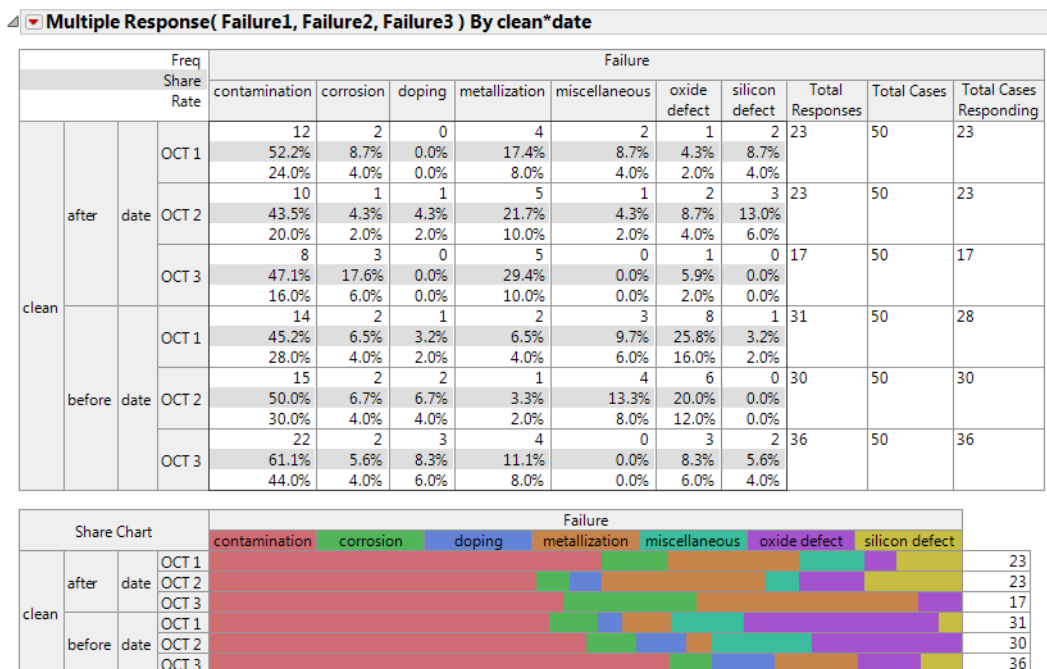 Multiple Response( Failure1, Failure2, Failure3 ) By clean*date
Freq Failure
Share
Rate
contamination corrosion doping metallization miscellaneous oxide defect silicon defect Total Responses Total Cases Total Cases Responding
clean after date OCT 1 12 2 0 4 2 1 2 23 50 23
52.2% 8.7% 0.0% 17.4% 8.7% 4.3% 8.7%
24.0% 4.0% 0.0% 8.0% 4.0% 2.0% 4.0%
OCT 2 10 1 1 5 1 2 3 23 50 23
43.5% 4.3% 4.3% 21.7% 4.3% 8.7% 13.0%
20.0% 2.0% 2.0% 10.0% 2.0% 4.0% 6.0%
OCT 3 8 3 0 5 0 1 0 17 50 17
47.1% 17.6% 0.0% 29.4% 0.0% 5.9% 0.0%
16.0% 6.0% 0.0% 10.0% 0.0% 2.0% 0.0%
before date OCT 1 14 2 1 2 3 8 1 31 50 28
45.2% 6.5% 3.2% 6.5% 9.7% 25.8% 3.2%
28.0% 4.0% 2.0% 4.0% 6.0% 16.0% 2.0%
OCT 2 15 2 2 1 4 6 0 30 50 30
50.0% 6.7% 6.7% 3.3% 13.3% 20.0% 0.0%
30.0% 4.0% 4.0% 2.0% 8.0% 12.0% 0.0%
OCT 3 22 2 3 4 0 3 2 36 50 36
61.1% 5.6% 8.3% 11.1% 0.0% 8.3% 5.6%
44.0% 4.0% 6.0% 8.0% 0.0% 6.0% 4.0%
Share Chart Failure
contamination corrosion doping metallization miscellaneous oxide defect silicon defect
clean after date OCT 1 23
OCT 2 23
OCT 3 17
before date OCT 1 31
OCT 2 30
OCT 3 36